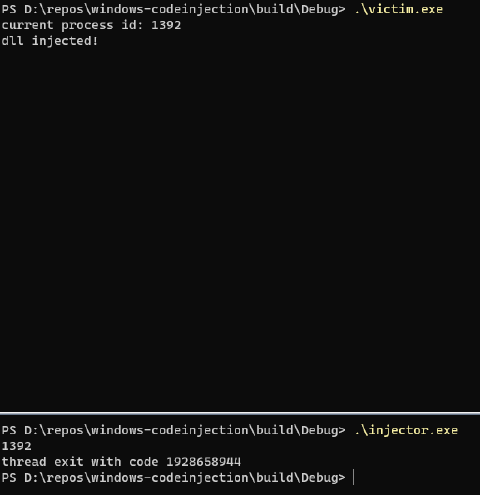 PS D:\repos\windows-codeinjection\build\Debug> .\victim.exe
current process id: 1392
dll injected!
PS D:\repos\windows-codeinjection\build\Debug> .\injector.exe
1392
thread exit with code 1928658944
PS D:\repos\windows-codeinjection\build\Debug>